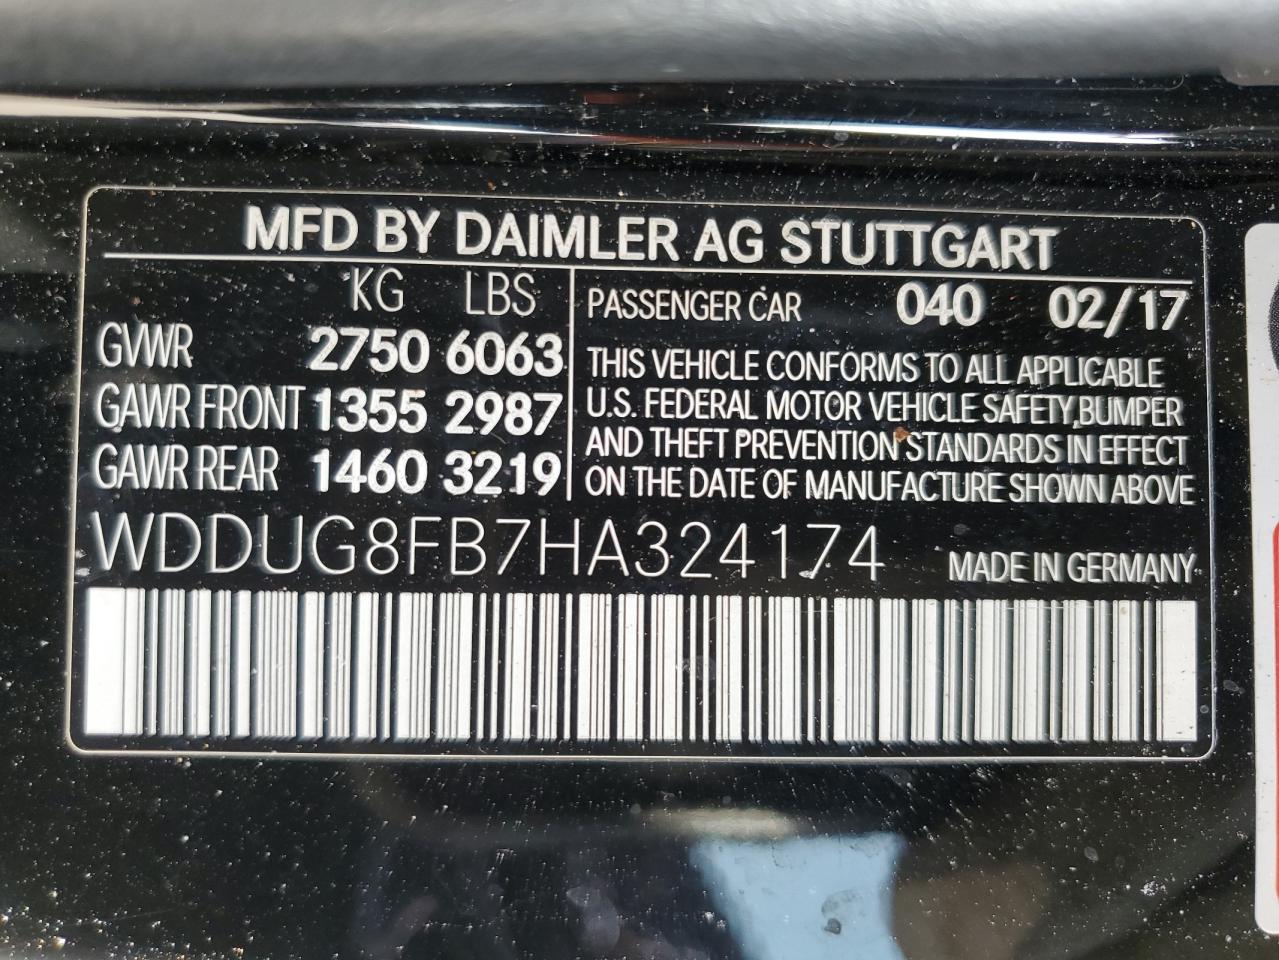 MFD BY DAIMLER AG STUTTGART
KG LBS
GVWR 2750 6063
GAWR FRONT 1355 2987
GAWR REAR 1460 3219
PASSENGER CAR 040 02/17
THIS VEHICLE CONFORMS TO ALL APPLICABLE
U.S. FEDERAL MOTOR VEHICLE SAFETY,BUMPER
AND THEFT PREVENTION STANDARDS IN EFFECT
ON THE DATE OF MANUFACTURE SHOWN ABOVE
WDDUG8FB7HA324174 MADE IN GERMANY